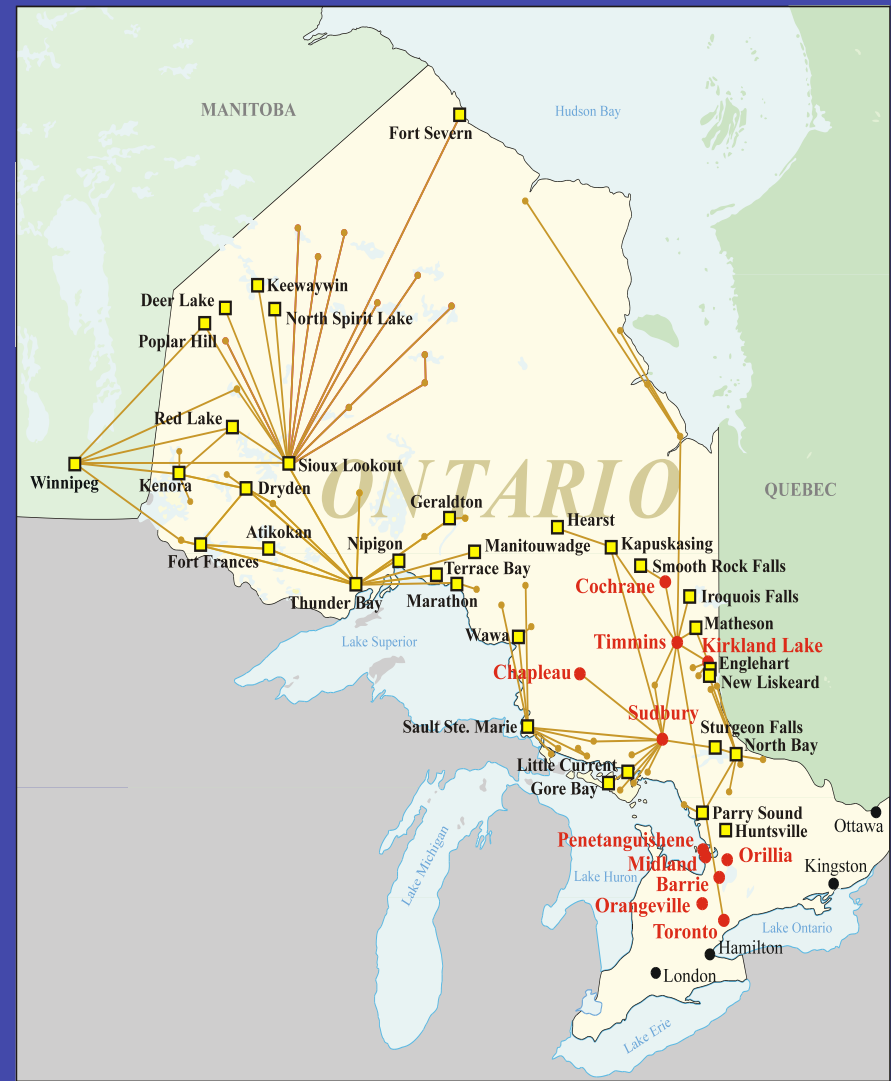 MANITOBA
Hudson Bay
Fort Severn
Keewaywin
Deer Lake
North Spirit Lake
Poplar Hill
Red Lake
Sioux Lookout
Winnipeg
Kenora
Dryden
ONTARIO
QUEBEC
Geraldton
Hearst
Atikokan
Nipigon
Manitouwadge
Kapuskasing
Fort Frances
Terrace Bay
Smooth Rock Falls
Cochrane
Thunder Bay
Marathon
Iroquois Falls
Matheson
Lake Superior
Wawa
Timmins
Kirkland Lake
Englehart
Chapleau
New Liskeard
Sudbury
Sault Ste. Marie
Sturgeon Falls
North Bay
Little Current
Gore Bay
Parry Sound
Ottawa
Huntsville
Penetanguishene
Midland
Orillia
Lake Michigan
Lake Huron
Barrie
Kingston
Orangeville
Toronto
Lake Ontario
Hamilton
London
Lake Erie